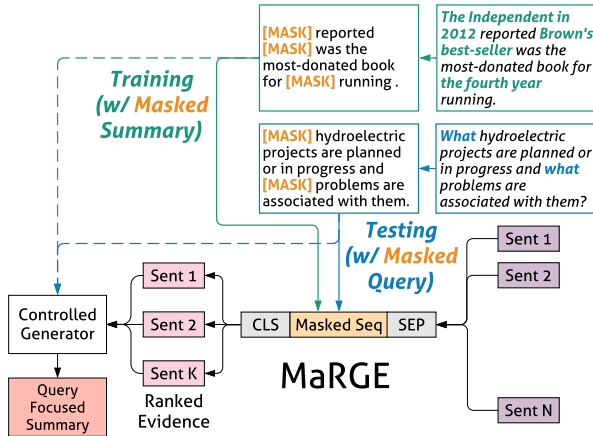 [MASK] reported
[MASK] was the
most-donated book
for [MASK] running .
The Independent in
2012 reported Brown's
best-seller was the
most-donated book for
the fourth year
running.
Training
(w/ Masked
Summary)
[MASK] hydroelectric
projects are planned
or in progress and
[MASK] problems are
associated with them.
What hydroelectric
projects are planned or
in progress and what
problems are
associated with them?
Testing
(w/ Masked
Query)
Sent 1
Sent 2
Sent N
Controlled
Generator
Sent 1
Sent 2
Sent K
CLS
Masked Seq
SEP
MaRGE
Query
Focused
Summary
Ranked
Evidence